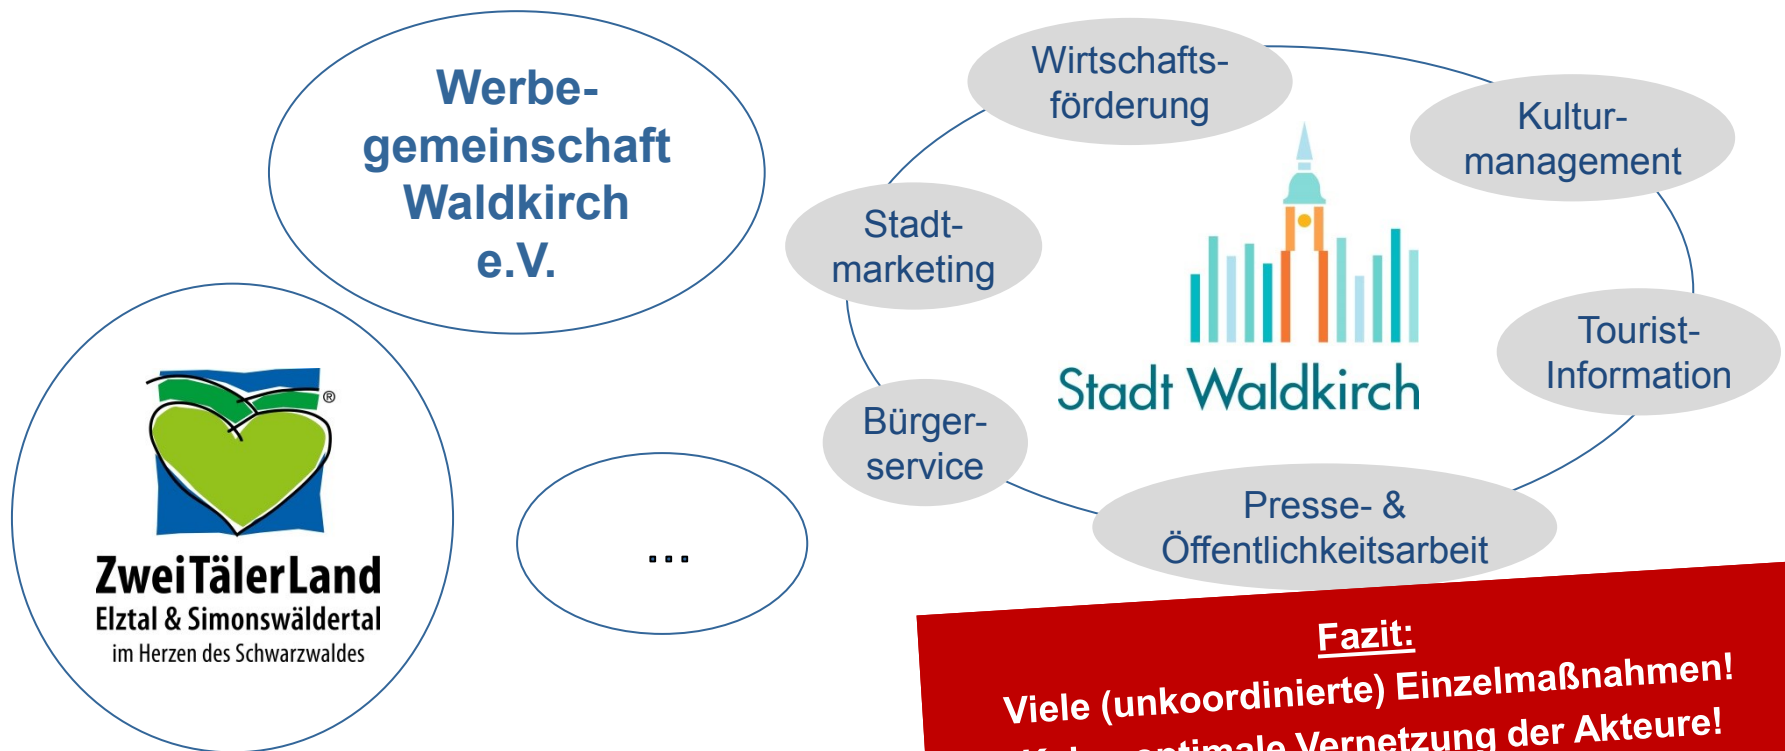 Werbe-
gemeinschaft
Waldkirch
e.V.
Wirtschafts-
förderung
Kultur-
management
Stadt-
marketing
Tourist-
Information
Bürger-
service
Presse- &
Öffentlichkeitsarbeit
Stadt Waldkirch
®
ZweiTälerLand
Elztal & Simonswäldertal
im Herzen des Schwarzwaldes
...
Fazit:
Viele (unkoordinierte) Einzelmaßnahmen!
optimale Vernetzung der Akteure!